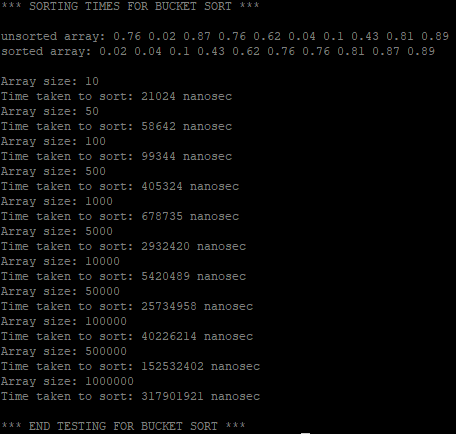 *** SORTING TIMES FOR BUCKET SORT ***
unsorted array: 0.76 0.02 0.87 0.76 0.62 0.04 0.1 0.43 0.81 0.89
sorted array: 0.02 0.04 0.1 0.43 0.62 0.76 0.76 0.81 0.87 0.89
Array size: 10
Time taken to sort: 21024 nanosec
Array size: 50
Time taken to sort: 58642 nanosec
Array size: 100
Time taken to sort: 99344 nanosec
Array size: 500
Time taken to sort: 405324 nanosec
Array size: 1000
Time taken to sort: 678735 nanosec
Array size: 5000
Time taken to sort: 2932420 nanosec
Array size: 10000
Time taken to sort: 5420489 nanosec
Array size: 50000
Time taken to sort: 25734958 nanosec
Array size: 100000
Time taken to sort: 40226214 nanosec
Array size: 500000
Time taken to sort: 152532402 nanosec
Array size: 1000000
Time taken to sort: 317901921 nanosec
*** END TESTING FOR BUCKET SORT ***